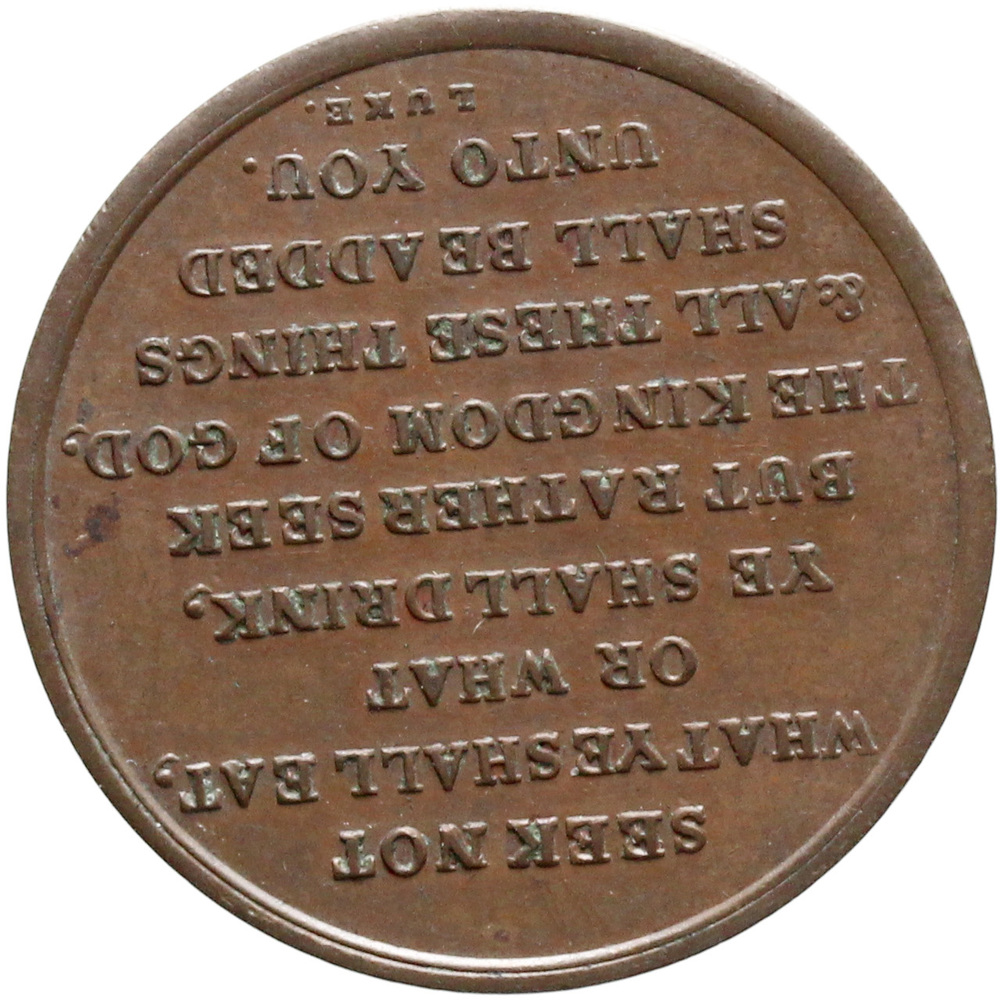 SEEK NOT
WHAT YE SHALL EAT,
OR WHAT
YE SHALL DRINK,
BUT RATHER SEEK
THE KINGDOM OF GOD,
& ALL THESE THINGS
SHALL BE ADDED
UNTO YOU.
LUKE.